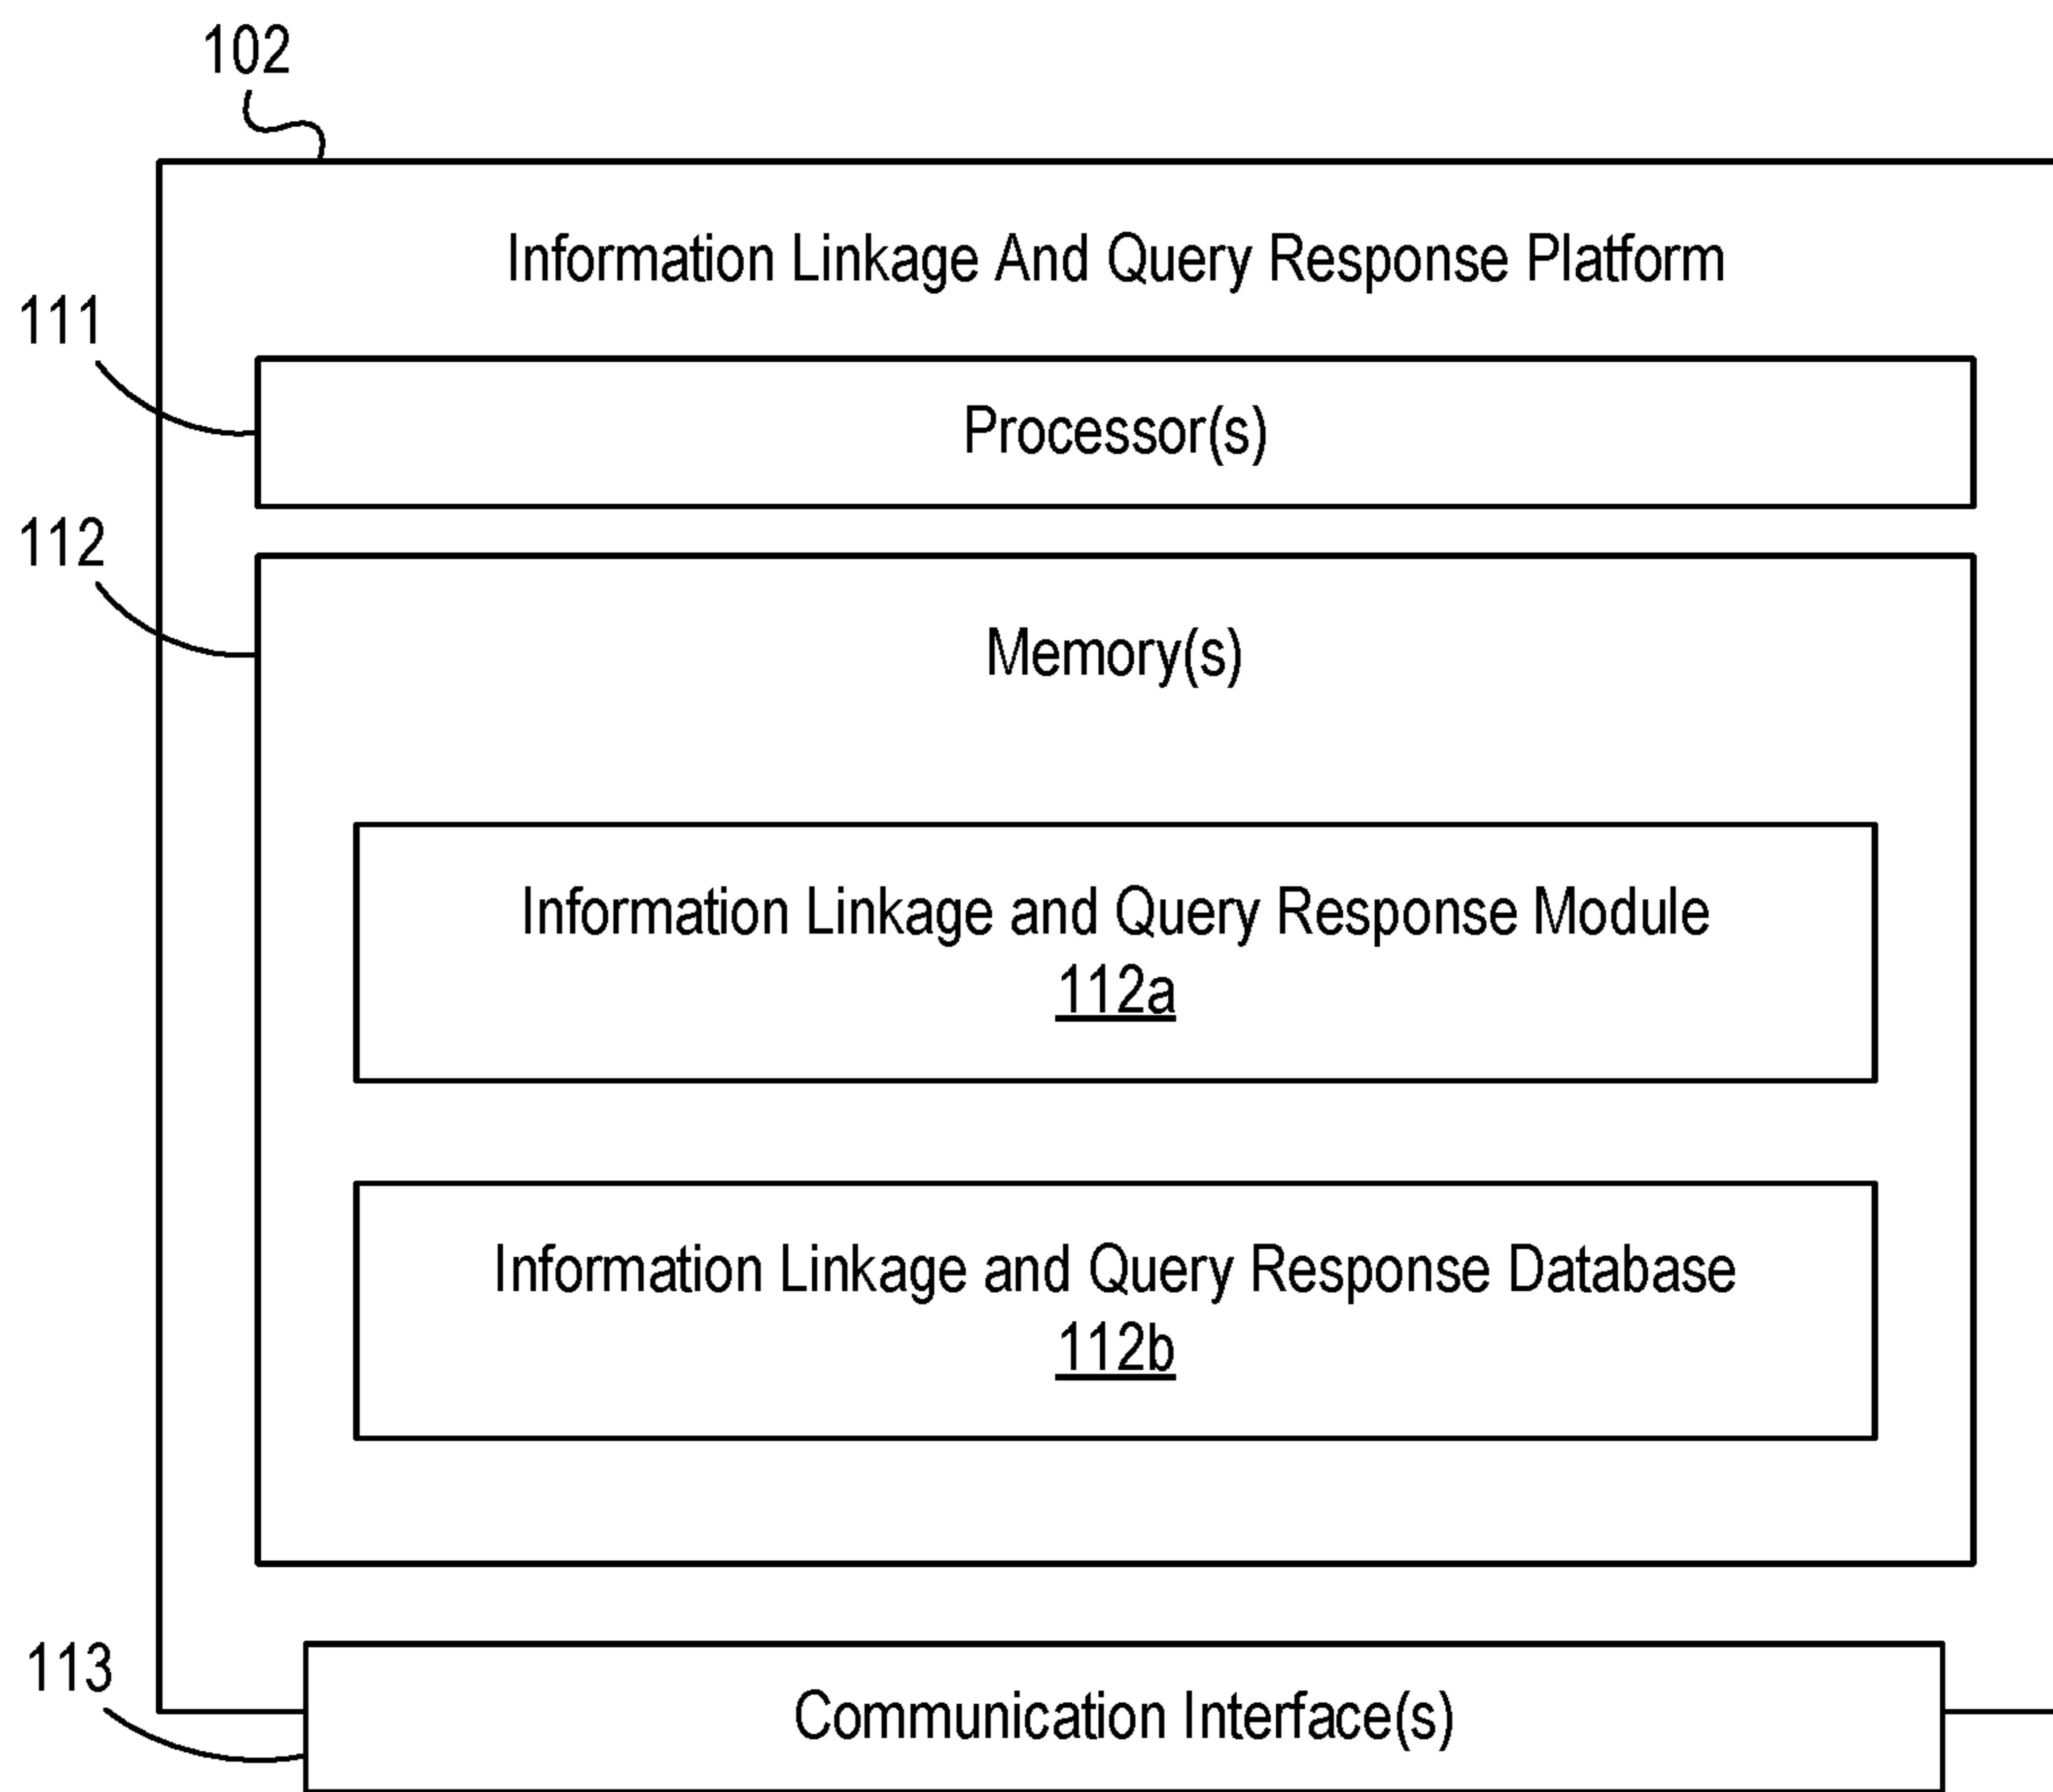 102
Information Linkage And Query Response Platform
111
Processor(s)
112
Memory(s)
Information Linkage and Query Response Module
112a
Information Linkage and Query Response Database
112b
113
Communication Interface(s)